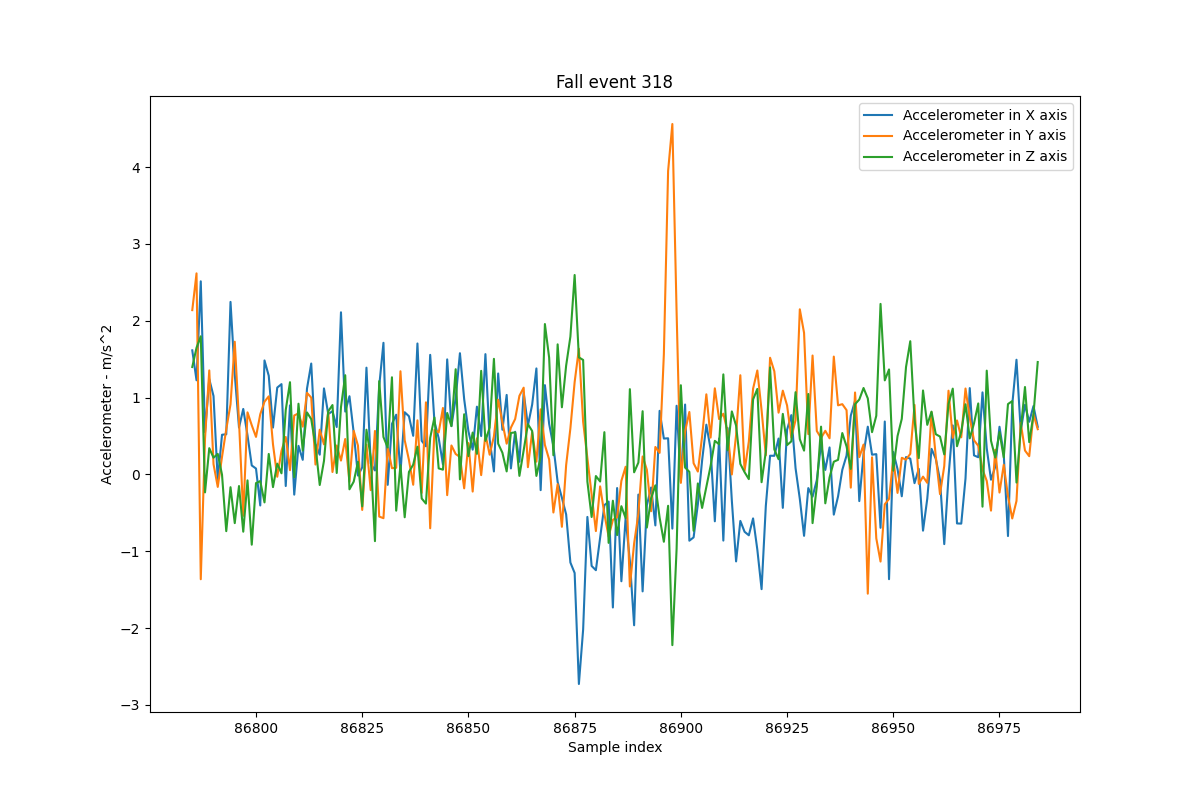 Fall event 318
Accelerometer in X axis
Accelerometer in Y axis
Accelerometer in Z axis
Accelerometer - m/s^2
4
3
2
1
0
−1
−2
−3
86800 86825 86850 86875 86900 86925 86950 86975
Sample index